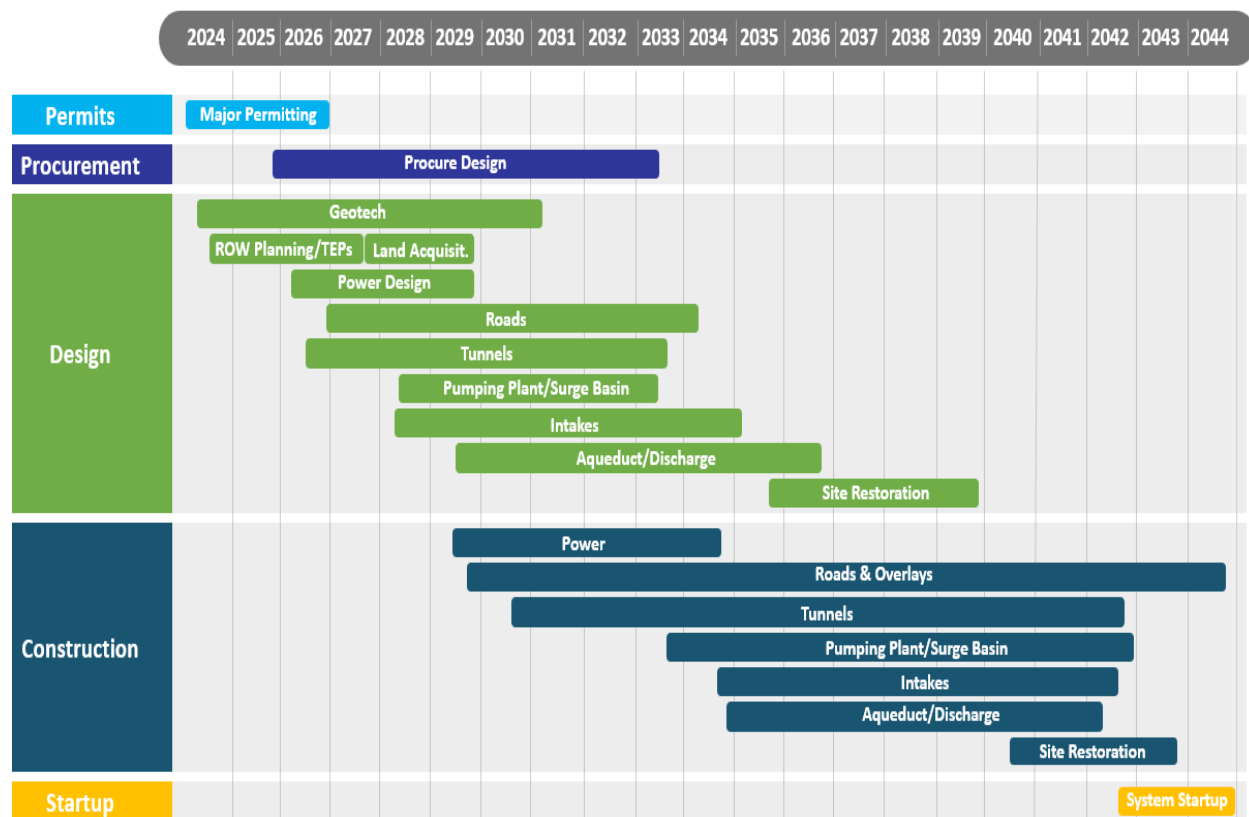 2024 2025 2026 2027 2028 2029 2030 2031 2032 2033 2034 2035 2036 2037 2038 2039 2040 2041 2042 2043 2044
Permits
Major Permitting
Procurement
Procure Design
Design
Geotech
ROW Planning/TEPs
Land Acquisit.
Power Design
Roads
Tunnels
Pumping Plant/Surge Basin
Intakes
Aqueduct/Discharge
Site Restoration
Construction
Power
Roads & Overlays
Tunnels
Pumping Plant/Surge Basin
Intakes
Aqueduct/Discharge
Site Restoration
Startup
System Startup